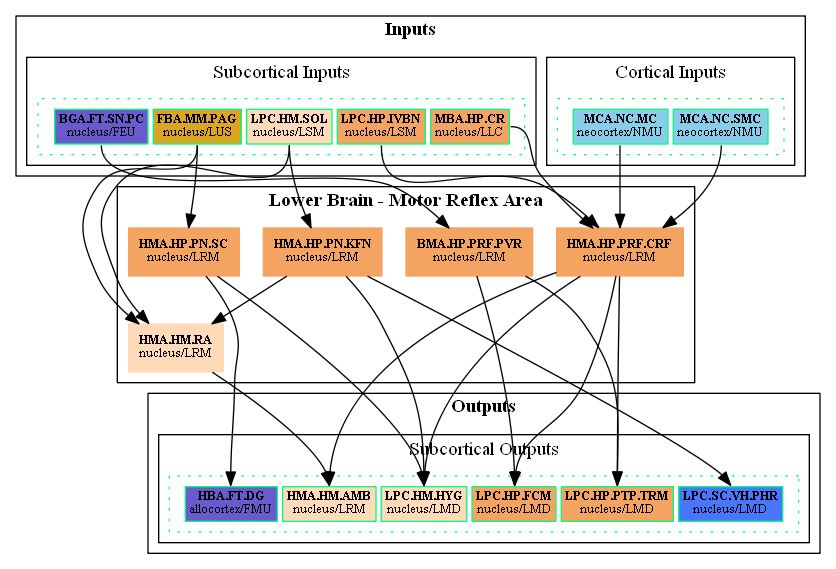 Inputs
Subcortical Inputs
Cortical Inputs
BGA.FT.SN.PC
nucleus/FEU
FBA.MM.PAG
nucleus/LUS
LPC.HM.SOL
nucleus/LSM
LPC.HP.IVBN
nucleus/LSM
MBA.HP.CR
nucleus/LLC
MCA.NC.MC
neocortex/NMU
MCA.NC.SMC
neocortex/NMU
Lower Brain - Motor Reflex Area
HMA.HP.PN.SC
nucleus/LRM
HMA.HP.PN.KFN
nucleus/LRM
BMA.HP.PRF.PVR
nucleus/LRM
HMA.HP.PRF.CRF
nucleus/LRM
HMA.HM.RA
nucleus/LRM
Outputs
Subcortical Outputs
HBA.FT.DG
allocortex/FMU
HMA.HM.AMB
nucleus/LRM
LPC.HM.HYG
nucleus/LMD
LPC.HP.FCM
nucleus/LMD
LPC.HP.PTP.TRM
nucleus/LMD
LPC.SC.VH.PHR
nucleus/LMD